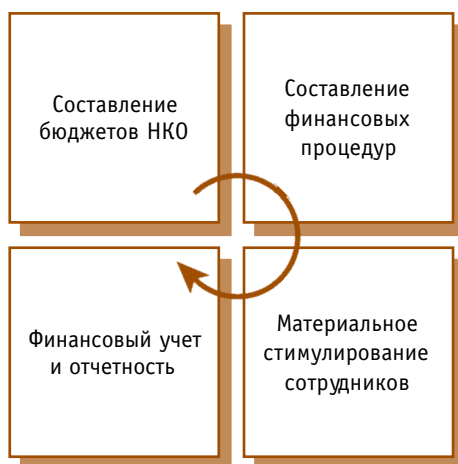 Составление
бюджетов НКО
Составление
финансовых
процедур
Финансовый учет
и отчетность
Материальное
стимулирование
сотрудников